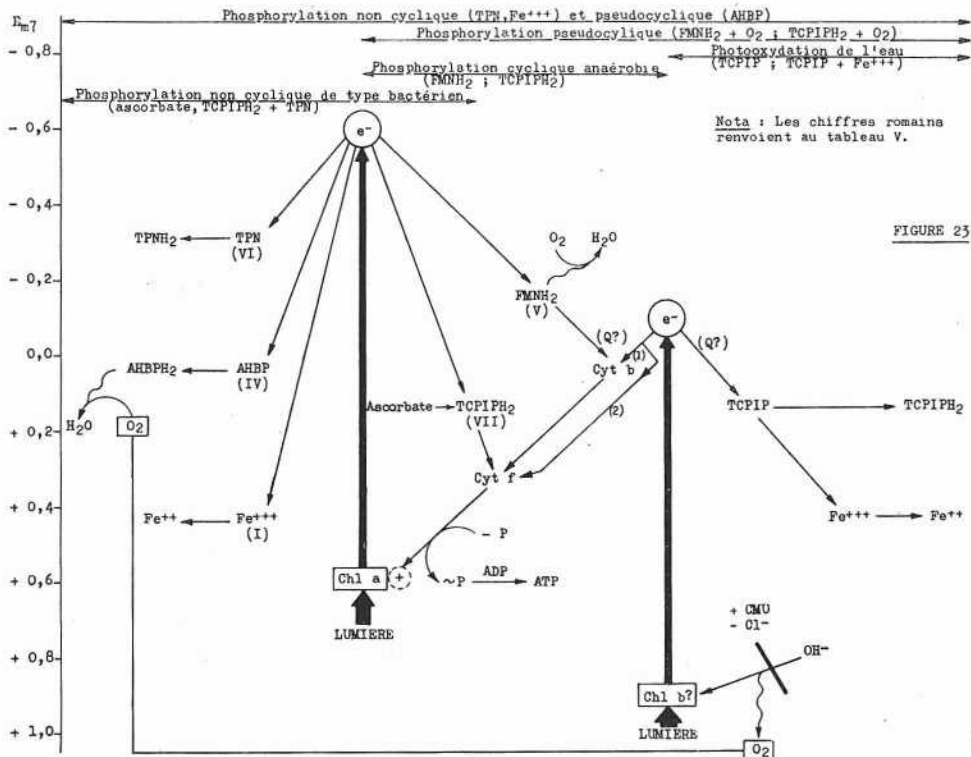 Em7
Phosphorylation non cyclique (TPN,Fe+++) et pseudocyclique (AHBP)
Phosphorylation pseudocylique (FMNH2 + O2 ; TCPIPH2 + O2)
Photooxydation de l'eau
(TCPIP ; TCPIP + Fe+++)
Phosphorylation cyclique anaérobie
(FMNH2 ; TCPIPH2)
Phosphorylation non cyclique de type bactérien
(ascorbate,TCPIPH2 + TPN)
Nota : Les chiffres romains
renvoient au tableau V.
FIGURE 23
- 0,8
- 0,6
- 0,4
- 0,2
0,0
+ 0,2
+ 0,4
+ 0,6
+ 0,8
+ 1,0
e-
TPNH2
TPN
(VI)
O2
H2O
FMNH2
(V)
e-
(Q?)
(Q?)
Cyt b
(1)
(2)
AHBPH2
AHBP
(IV)
H2O
O2
Ascorbate
TCPIPH2
(VII)
TCPIP
TCPIPH2
Cyt f
Fe++
Fe+++
(I)
Fe+++
Fe++
- P
~P
ADP
ATP
Chl a
+
LUMIERE
+ CMU
- Cl-
OH-
Chl b?
LUMIERE
O2